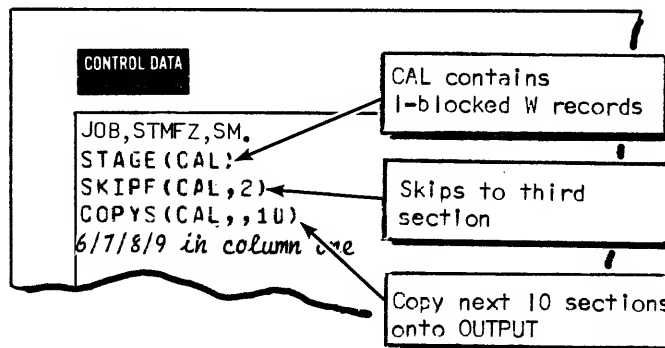 CONTROL DATA
JOB,STMFZ,SM.
STAGE(CAL)
SKIPF(CAL,2)
COPYS(CAL,,10)
6/7/8/9 in column one
CAL contains
I-blocked W records
Skips to third
section
Copy next 10 sections
onto OUTPUT